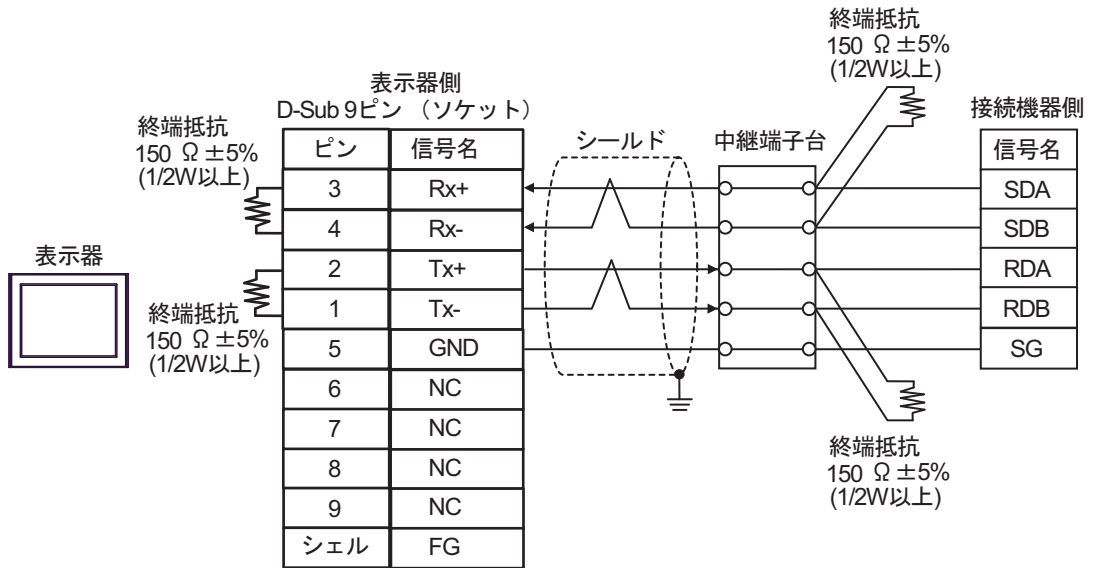 終端抵抗
150 Ω ±5%
(1/2W以上)
表示器側
D-Sub 9ピン （ソケット）
接続機器側
終端抵抗
150 Ω ±5%
(1/2W以上)
シールド
中継端子台
ピン 信号名
信号名
3 Rx+
SDA
4 Rx-
SDB
表示器
2 Tx+
RDA
1 Tx-
RDB
終端抵抗
150 Ω ±5%
(1/2W以上)
5 GND
SG
6 NC
7 NC
8 NC
9 NC
シェル FG
終端抵抗
150 Ω ±5%
(1/2W以上)